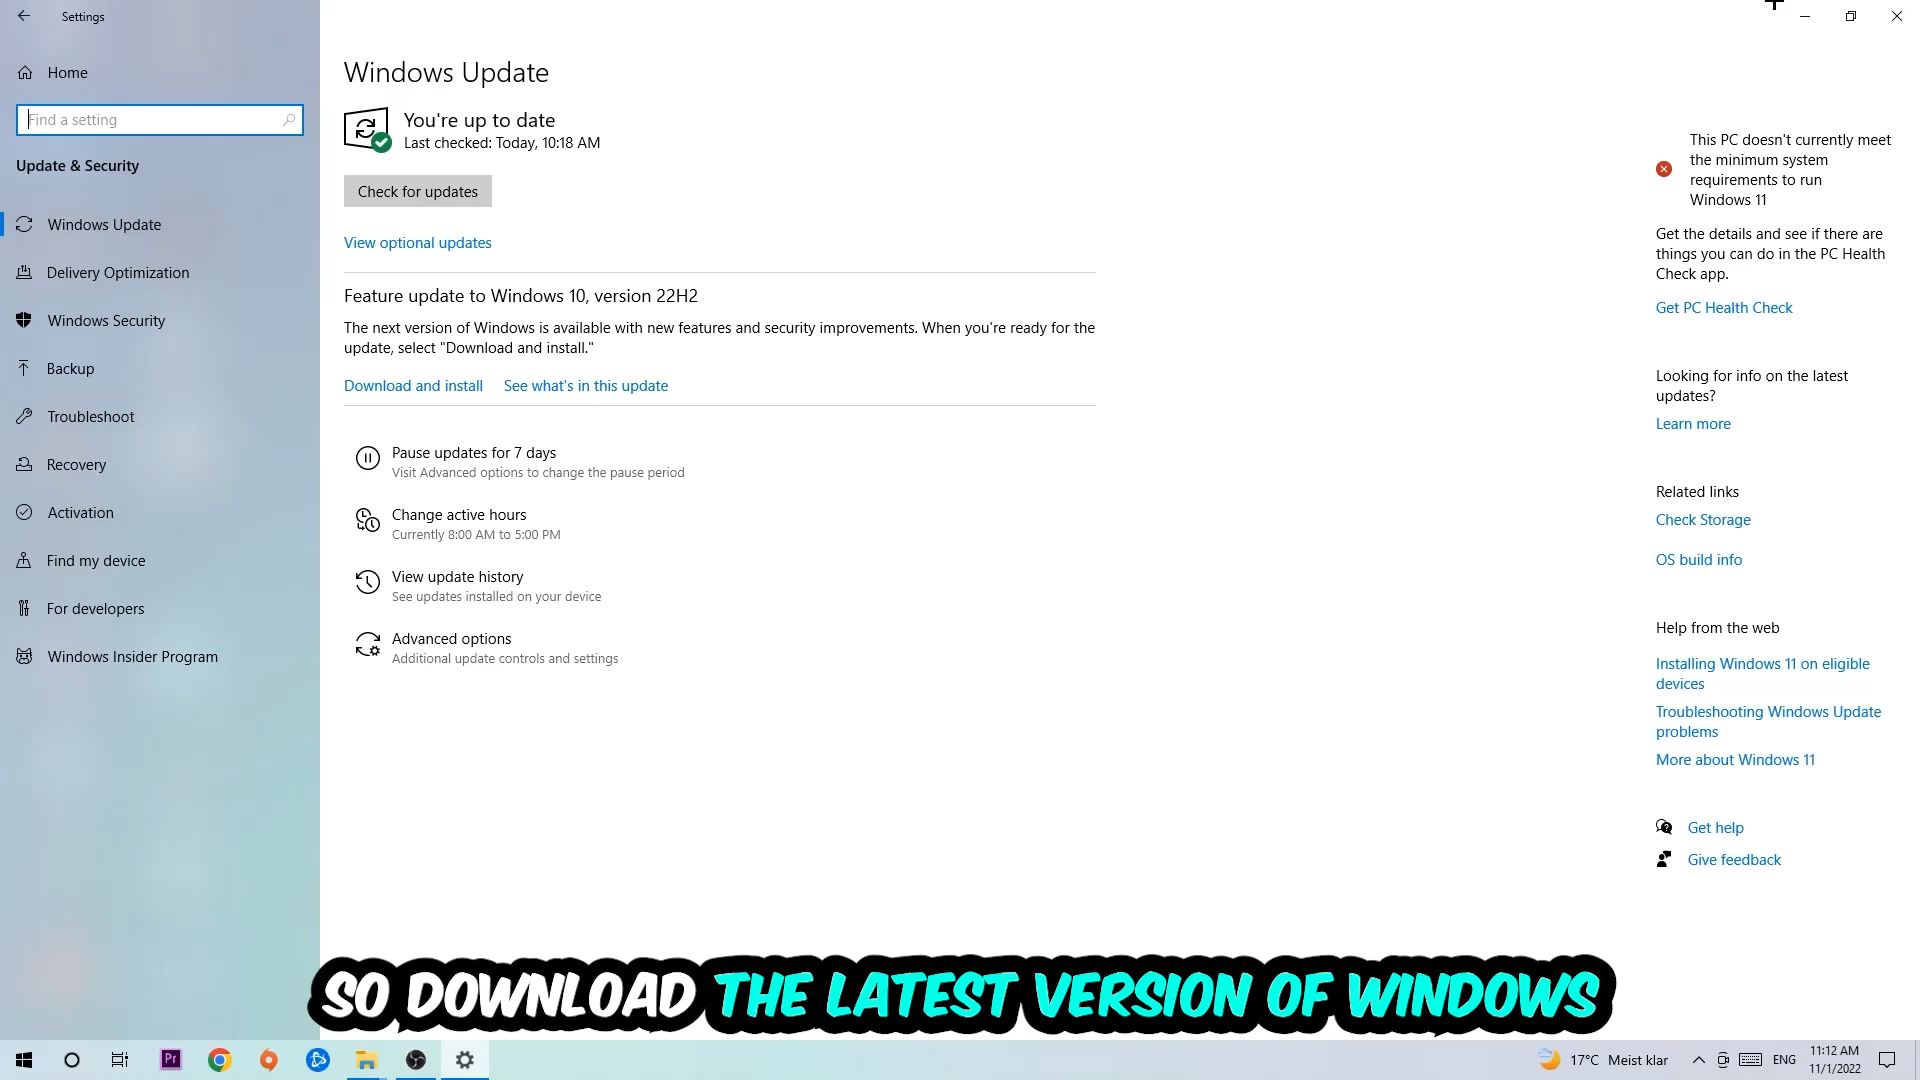 Settings
Home
Find a setting
Update & Security
Windows Update
Delivery Optimization
Windows Security
Backup
Troubleshoot
Recovery
Activation
Find my device
For developers
Windows Insider Program
Windows Update
You're up to date
Last checked: Today, 10:18 AM
Check for updates
View optional updates
Feature update to Windows 10, version 22H2
The next version of Windows is available with new features and security improvements. When you're ready for the
update, select "Download and install."
Download and install See what's in this update
Pause updates for 7 days
Visit Advanced options to change the pause period
Change active hours
Currently 8:00 AM to 5:00 PM
View update history
See updates installed on your device
Advanced options
Additional update controls and settings
This PC doesn't currently meet
the minimum system
requirements to run
Windows 11
Get the details and see if there are
things you can do in the PC Health
Check app.
Get PC Health Check
Looking for info on the latest
updates?
Learn more
Related links
Check Storage
OS build info
Help from the web
Installing Windows 11 on eligible
devices
Troubleshooting Windows Update
problems
More about Windows 11
Get help
Give feedback
SO DOWNLOAD THE LATEST VERSION OF WINDOWS
Pr
17°C Meist klar
ENG
11:12 AM
11/1/2022